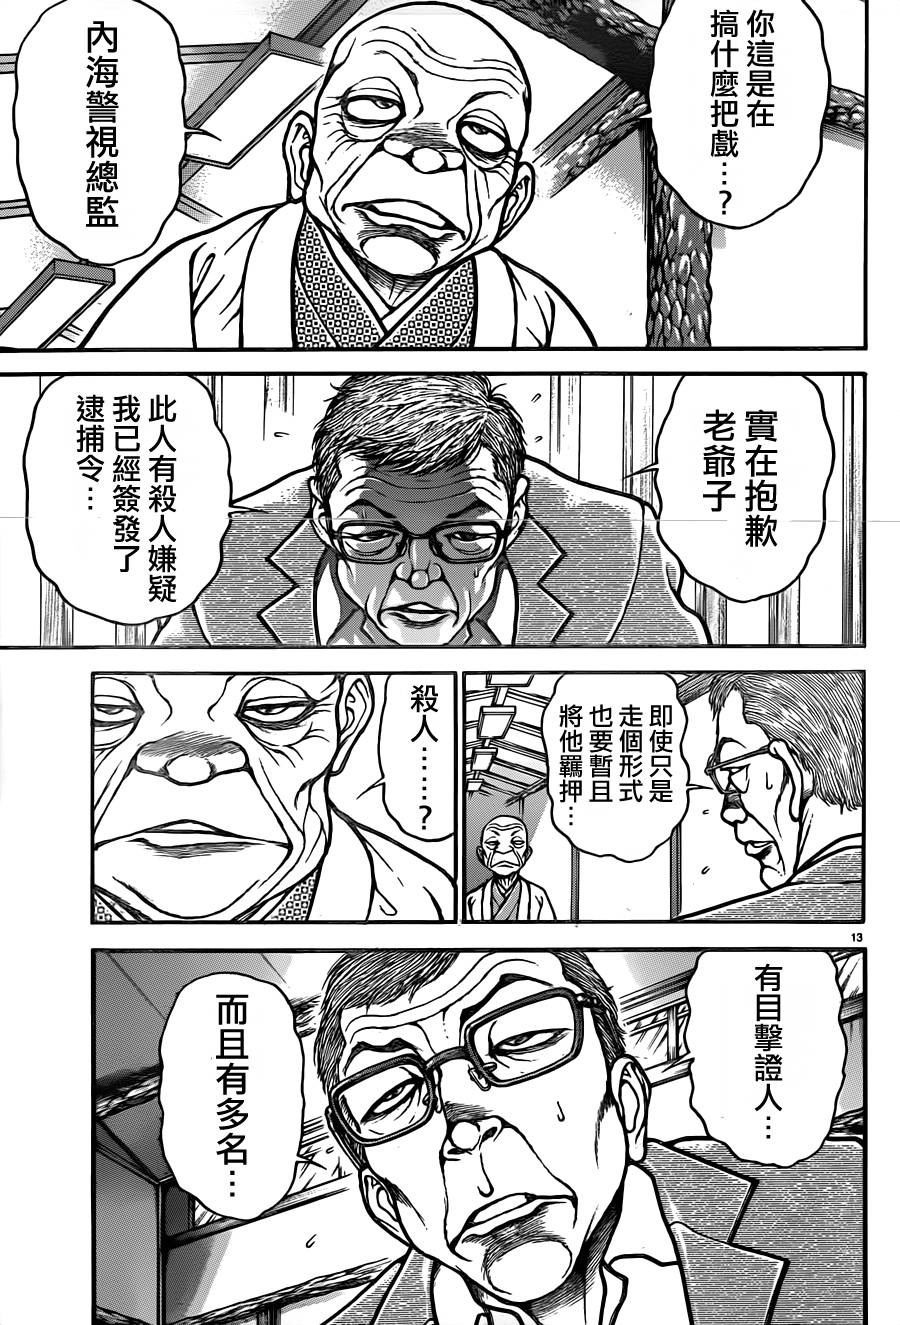 你這是在
搞什麼把戲…?
內海警視總監
實在抱歉
老爺子
此人有殺人嫌疑
我已經簽發了
逮捕令…
即使只是
走個形式
也要暫且
將他羈押…
殺人……?
13
有目擊證人…
而且有多名…